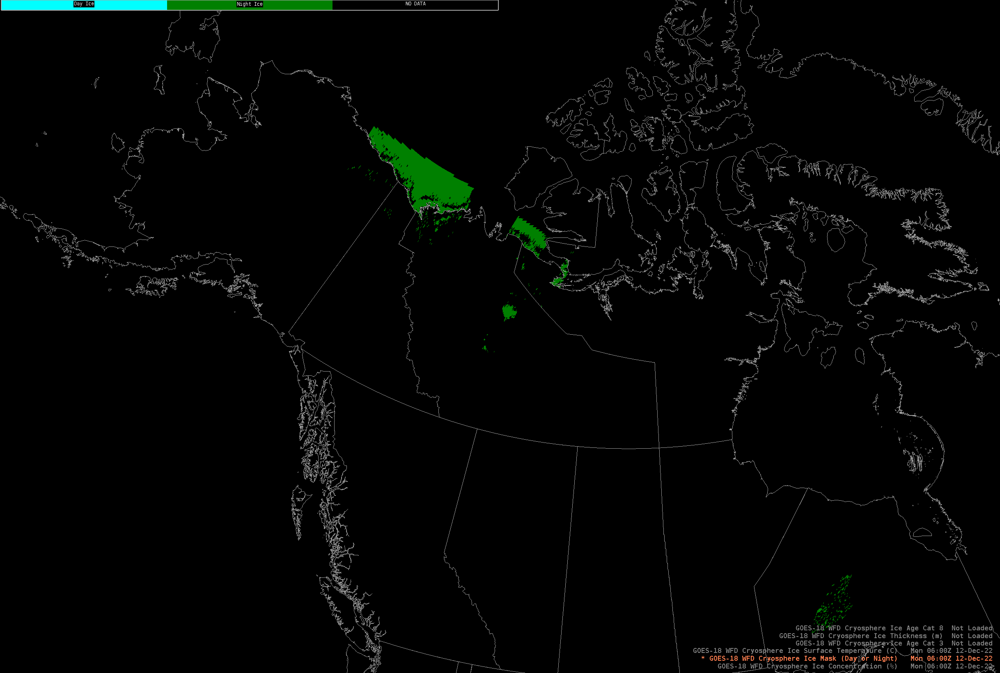 Day Ice Night Ice NO DATA
GOES-18 WFD Cryosphere Ice Age Cat 8 Not Loaded
GOES-18 WFD Cryosphere Ice Thickness (m) Not Loaded
GOES-18 WFD Cryosphere Ice Age Cat 3 Not Loaded
GOES-18 WFD Cryosphere Ice Surface Temperature (C) Mon 06:00Z 12-Dec-22
* GOES-18 WFD Cryosphere Ice Mask (Day or Night) Mon 06:00Z 12-Dec-22
GOES-18 WFD Cryosphere Ice Concentration (%) Mon 06:00Z 12-Dec-22